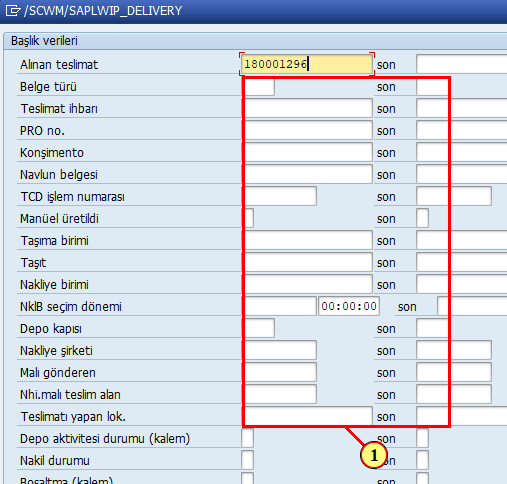 /SCWM/SAPLWIP_DELIVERY
Başlık verileri
Alınan teslimat 180001296 son
Belge türü son
Teslimat ihbarı son
PRO no. son
Konşimento son
Navlun belgesi son
TCD işlem numarası son
Manüel üretildi son
Taşıma birimi son
Taşıt son
Nakliye birimi son
NklB seçim dönemi 00:00:00 son
Depo kapısı son
Nakliye şirketi son
Malı gönderen son
Nhi.malı teslim alan son
Teslimatı yapan lok. son
Depo aktivitesi durumu (kalem) son
1
Nakil durumu son
Boşaltma (kalem) son